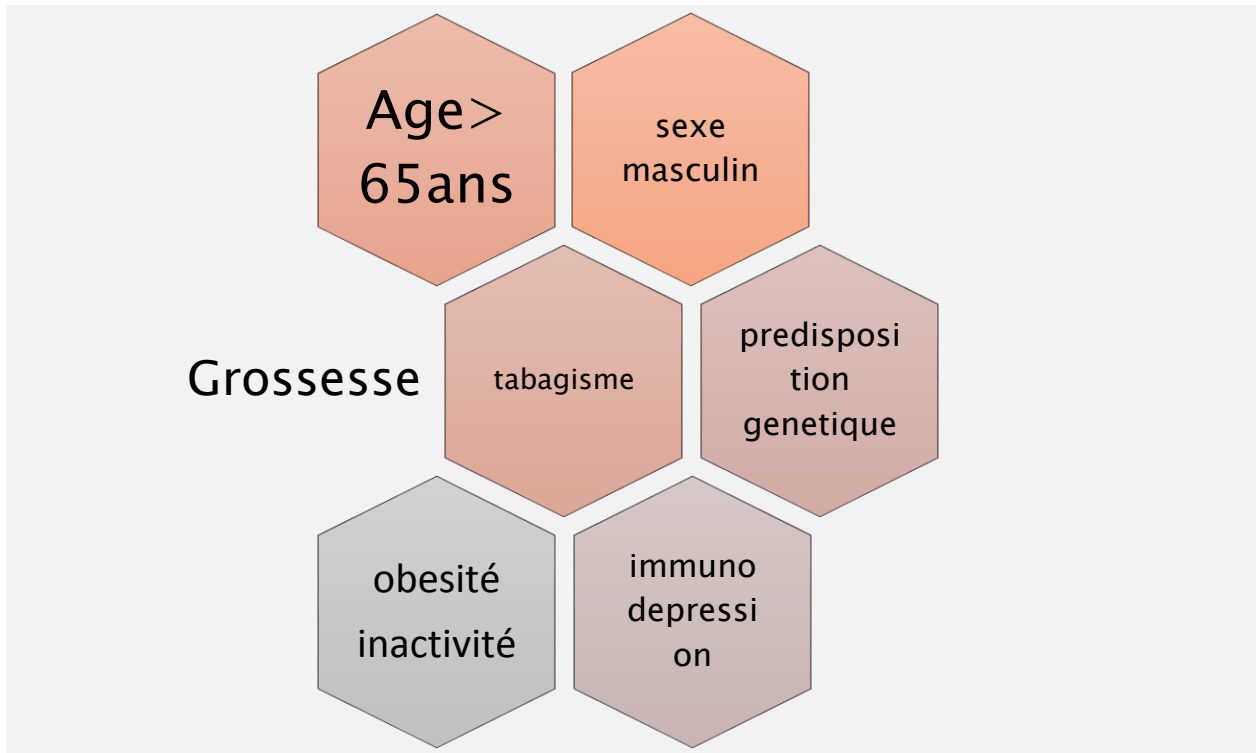 Age>
65ans
sexe
masculin
Grossesse
tabagisme
predisposi
tion
genetique
obesité
inactivité
immuno
depressi
on